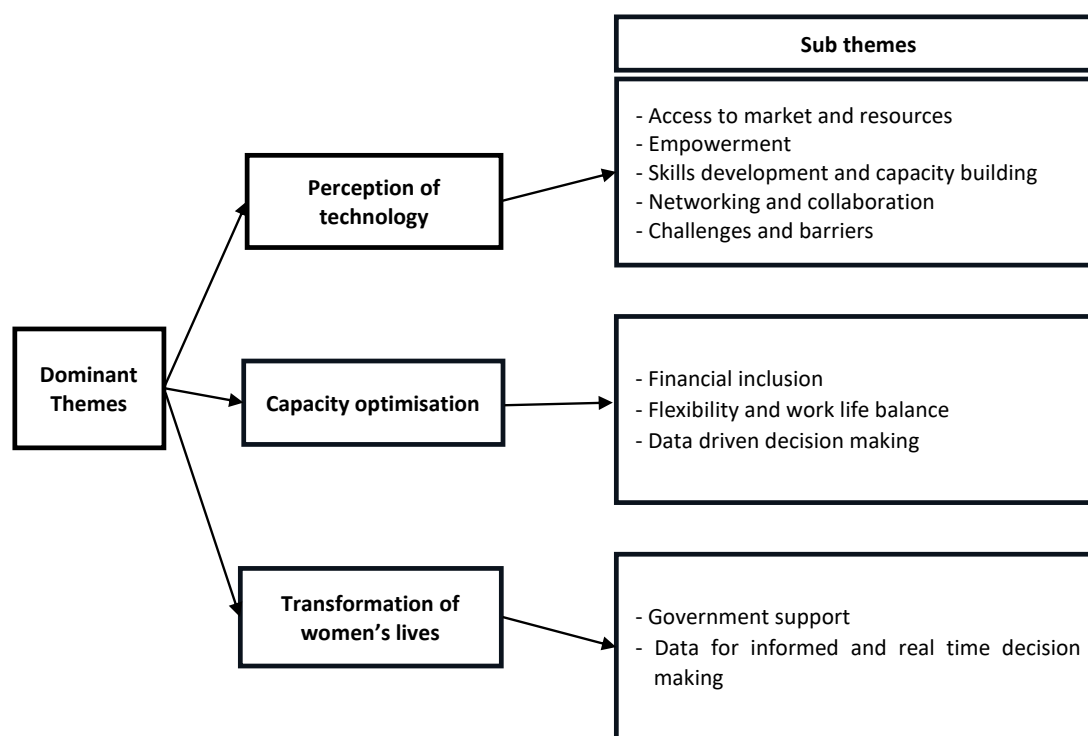 Sub themes
- Access to market and resources
- Empowerment
- Skills development and capacity building
- Networking and collaboration
- Challenges and barriers
Perception of
technology
Dominant
Themes
Capacity optimisation
- Financial inclusion
- Flexibility and work life balance
- Data driven decision making
Transformation of
women’s lives
- Government support
- Data for informed and real time decision
making